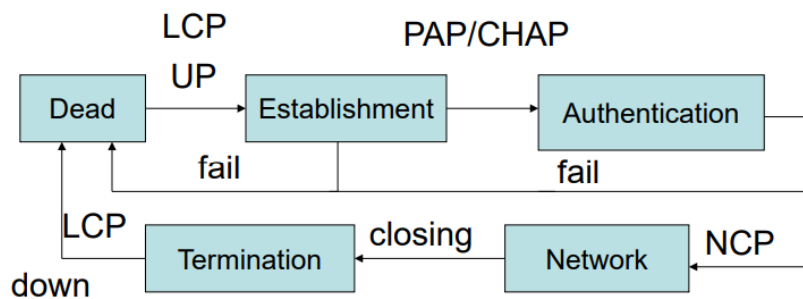 LCP
UP
PAP/CHAP
Dead
Establishment
Authentication
fail
fail
LCP
down
Termination
closing
Network
NCP